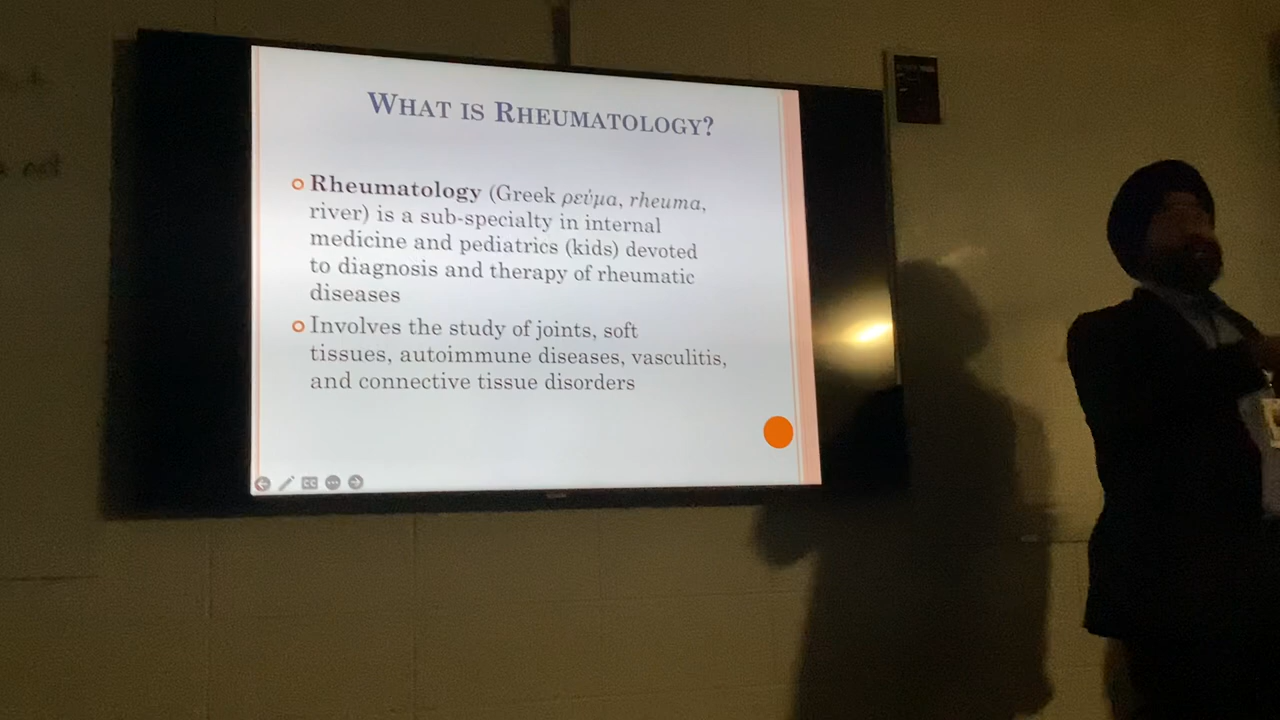 WHAT IS RHEUMATOLOGY?
Rheumatology (Greek ρεύμα, rheuma,
river) is a sub-specialty in internal
medicine and pediatrics (kids) devoted
to diagnosis and therapy of rheumatic
diseases
Involves the study of joints, soft
tissues, autoimmune diseases, vasculitis,
and connective tissue disorders
CC